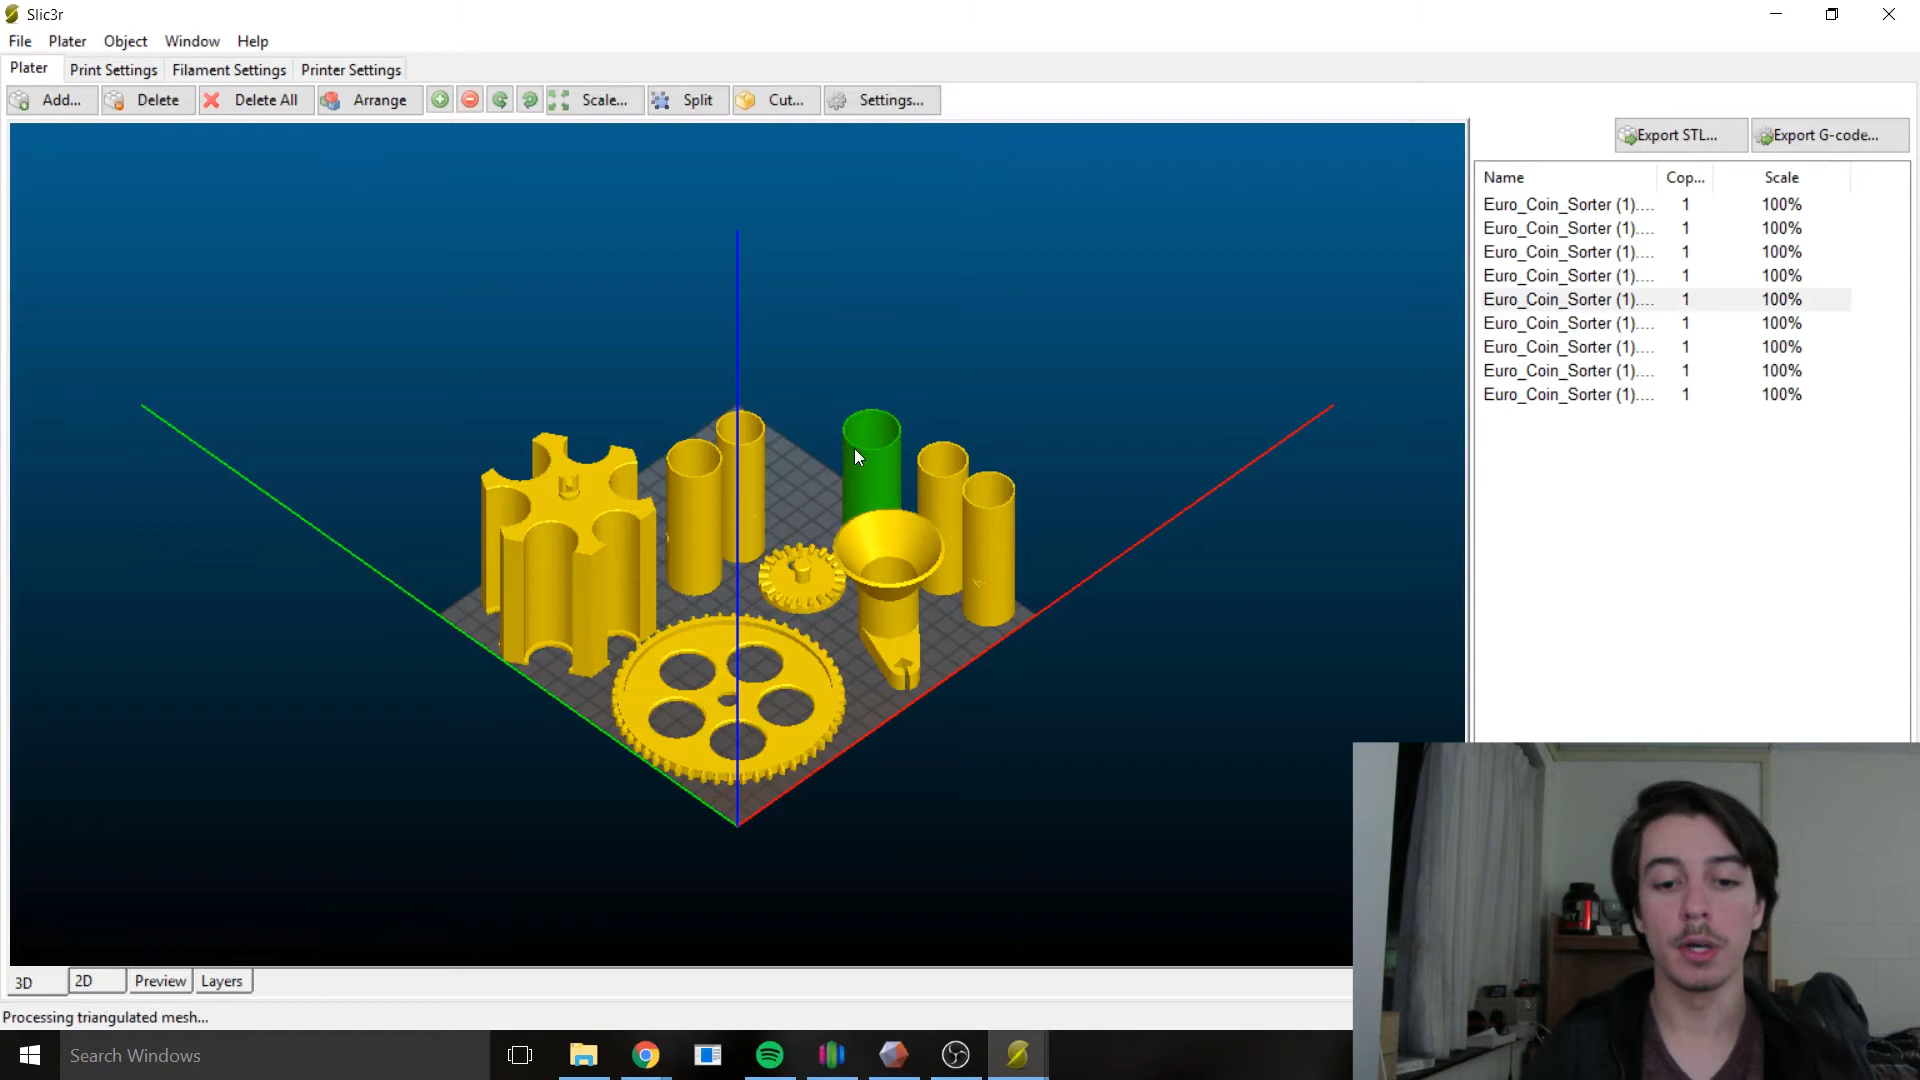 Slic3r
File Plater Object Window Help
Plater Print Settings Filament Settings Printer Settings
Add... Delete Delete All Arrange Scale... Split Cut... Settings...
Export STL... Export G-code...
Name Cop... Scale
Euro_Coin_Sorter (1).... 1 100%
Euro_Coin_Sorter (1).... 1 100%
Euro_Coin_Sorter (1).... 1 100%
Euro_Coin_Sorter (1).... 1 100%
Euro_Coin_Sorter (1).... 1 100%
Euro_Coin_Sorter (1).... 1 100%
Euro_Coin_Sorter (1).... 1 100%
Euro_Coin_Sorter (1).... 1 100%
Euro_Coin_Sorter (1).... 1 100%
3D 2D Preview Layers
Processing triangulated mesh...
Search Windows